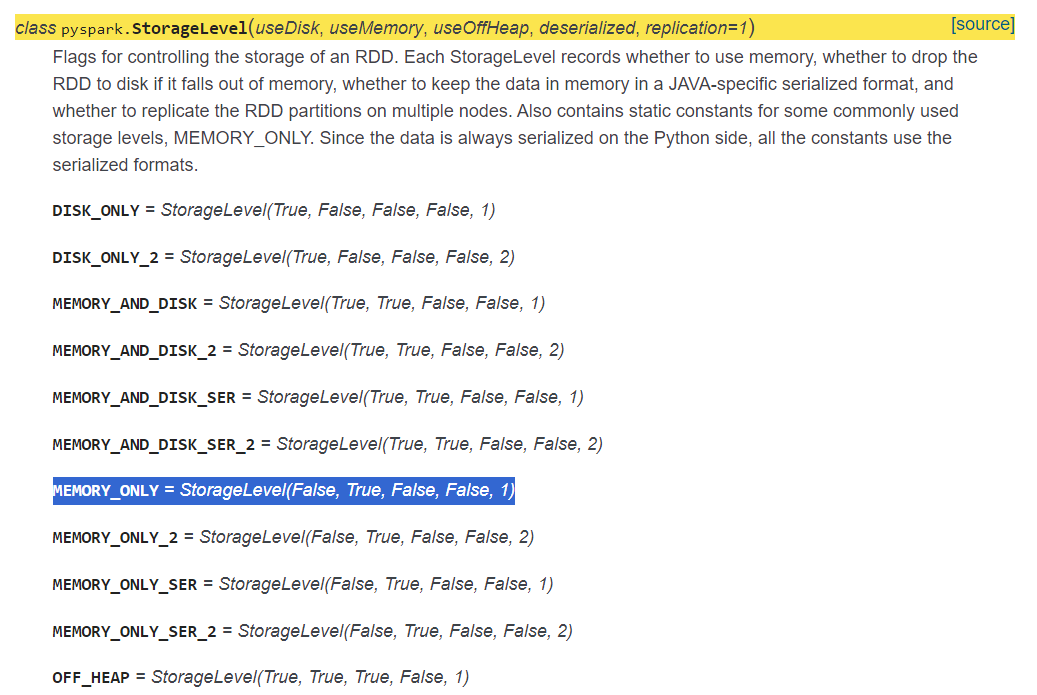 class pyspark.StorageLevel(useDisk, useMemory, useOffHeap, deserialized, replication=1) [source]
Flags for controlling the storage of an RDD. Each StorageLevel records whether to use memory, whether to drop the
RDD to disk if it falls out of memory, whether to keep the data in memory in a JAVA-specific serialized format, and
whether to replicate the RDD partitions on multiple nodes. Also contains static constants for some commonly used
storage levels, MEMORY_ONLY. Since the data is always serialized on the Python side, all the constants use the
serialized formats.
DISK_ONLY = StorageLevel(True, False, False, False, 1)
DISK_ONLY_2 = StorageLevel(True, False, False, False, 2)
MEMORY_AND_DISK = StorageLevel(True, True, False, False, 1)
MEMORY_AND_DISK_2 = StorageLevel(True, True, False, False, 2)
MEMORY_AND_DISK_SER = StorageLevel(True, True, False, False, 1)
MEMORY_AND_DISK_SER_2 = StorageLevel(True, True, False, False, 2)
MEMORY_ONLY = StorageLevel(False, True, False, False, 1)
MEMORY_ONLY_2 = StorageLevel(False, True, False, False, 2)
MEMORY_ONLY_SER = StorageLevel(False, True, False, False, 1)
MEMORY_ONLY_SER_2 = StorageLevel(False, True, False, False, 2)
OFF_HEAP = StorageLevel(True, True, True, False, 1)